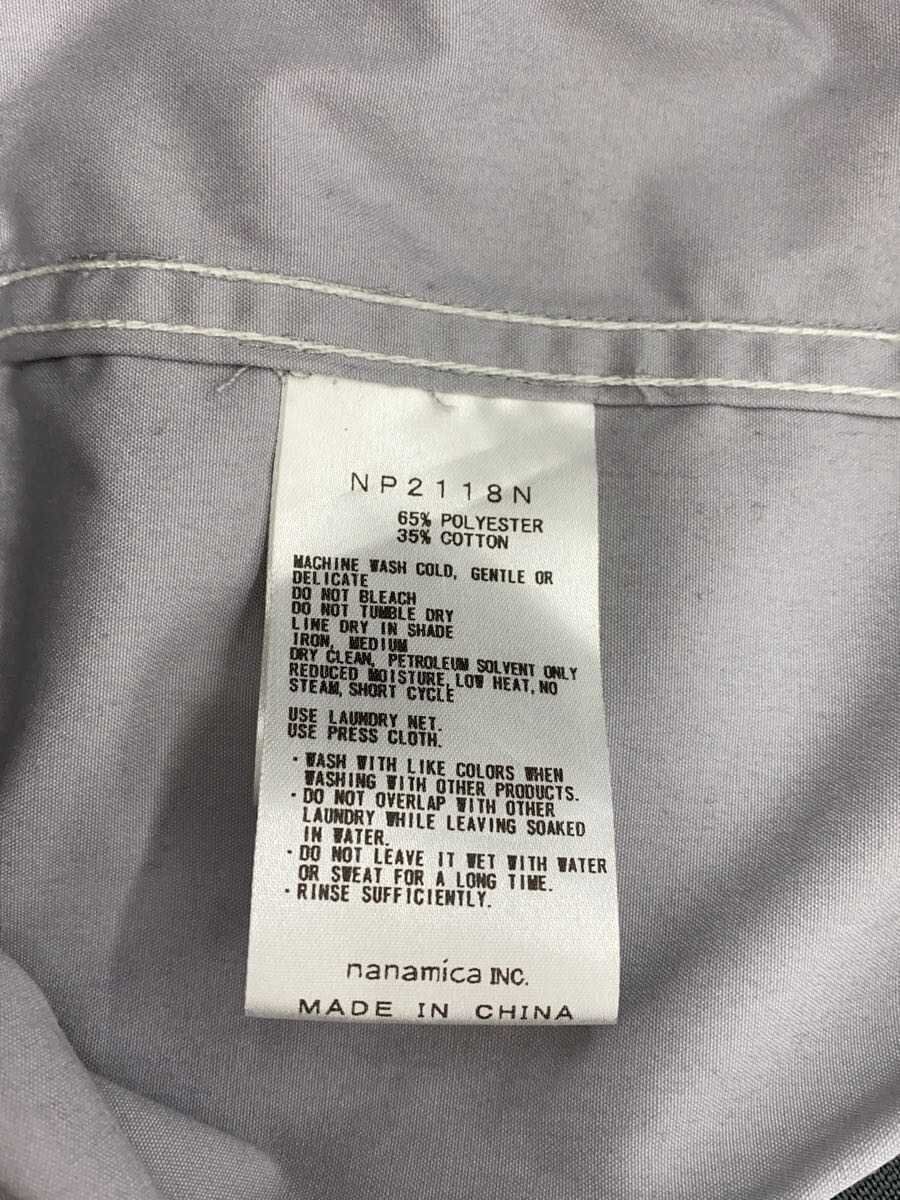 NP2118N
65% POLYESTER
35% COTTON
MACHINE WASH COLD, GENTLE OR
DELICATE
DO NOT BLEACH
DO NOT TUMBLE DRY
LINE DRY IN SHADE
IRON, MEDIUM
DRY CLEAN, PETROLEUM SOLVENT ONLY
REDUCED MOISTURE, LOW HEAT, NO
STEAM, SHORT CYCLE
USE LAUNDRY NET.
USE PRESS CLOTH.
・WASH WITH LIKE COLORS WHEN
WASHING WITH OTHER PRODUCTS.
・DO NOT OVERLAP WITH OTHER
LAUNDRY WHILE LEAVING SOAKED
IN WATER.
・DO NOT LEAVE IT WET WITH WATER
OR SWEAT FOR A LONG TIME.
・RINSE SUFFICIENTLY.
nanamica INC.
MADE IN CHINA